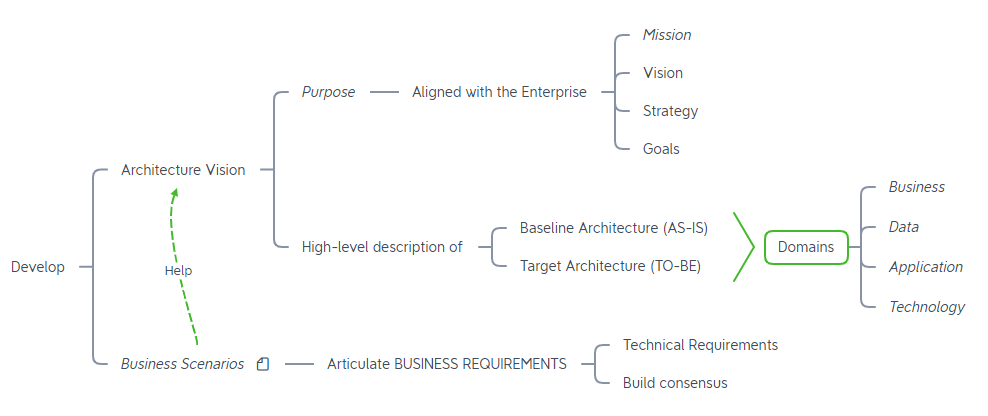 Mission
Purpose
Aligned with the Enterprise
Vision
Strategy
Goals
Architecture Vision
Business
Baseline Architecture (AS-IS)
Data
High-level description of
Domains
Target Architecture (TO-BE)
Application
Develop
Help
Technology
Business Scenarios
Articulate BUSINESS REQUIREMENTS
Technical Requirements
Build consensus